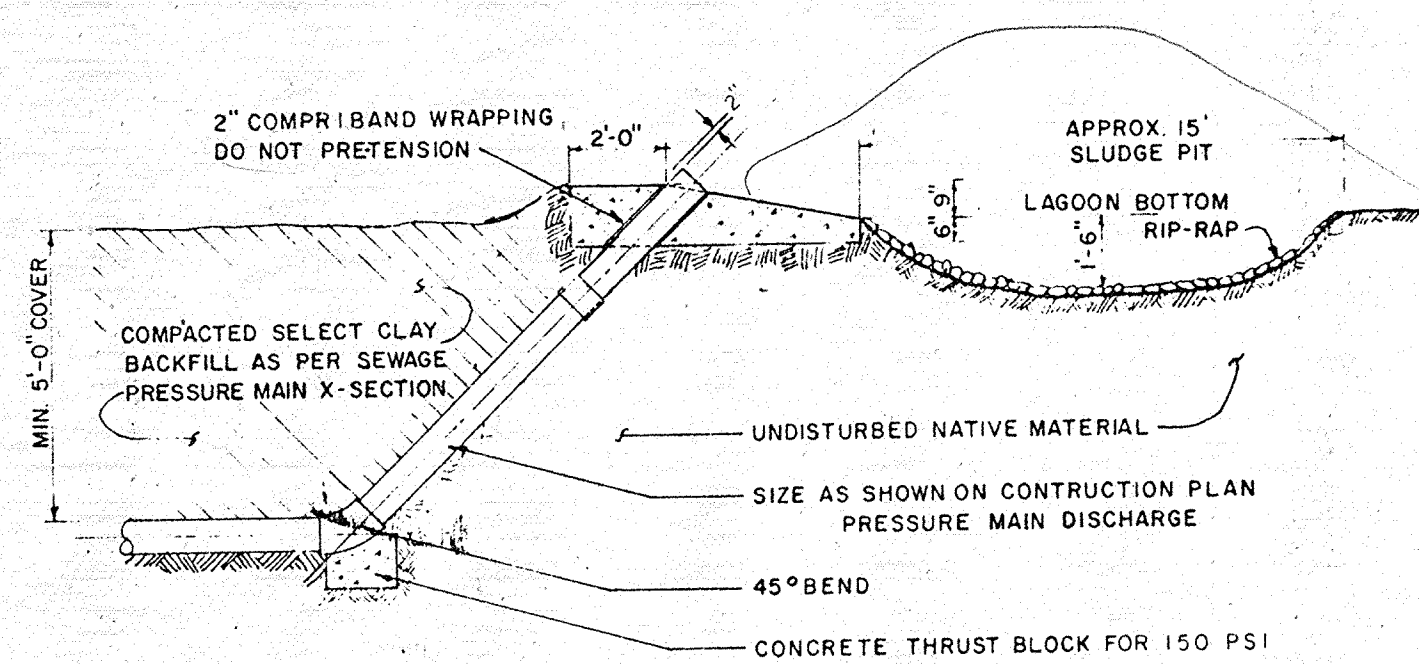 2" COMPRIBAND WRAPPING
DO NOT PRETENSION
2'-0"
2"
APPROX. 15'
SLUDGE PIT
6" 9"
LAGOON BOTTOM
RIP-RAP
1'-6"
MIN. 5'-0" COVER
COMPACTED SELECT CLAY
BACKFILL AS PER SEWAGE
PRESSURE MAIN X-SECTION
UNDISTURBED NATIVE MATERIAL
SIZE AS SHOWN ON CONTRUCTION PLAN
PRESSURE MAIN DISCHARGE
45° BEND
CONCRETE THRUST BLOCK FOR 150 PSI